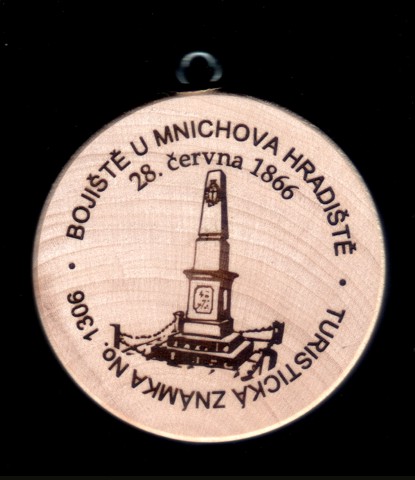 BOJIŠTĚ U MNICHOVA HRADIŠTĚ
28. června 1866
TURISTICKÁ ZNÁMKA No. 1306